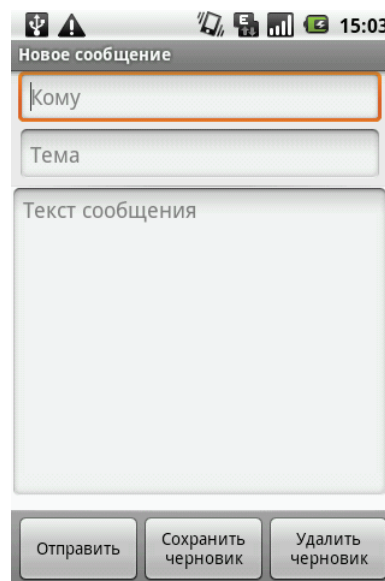 E
15:03
Новое сообщение
Кому
Тема
Текст сообщения
Отправить
Сохранить
черновик
Удалить
черновик